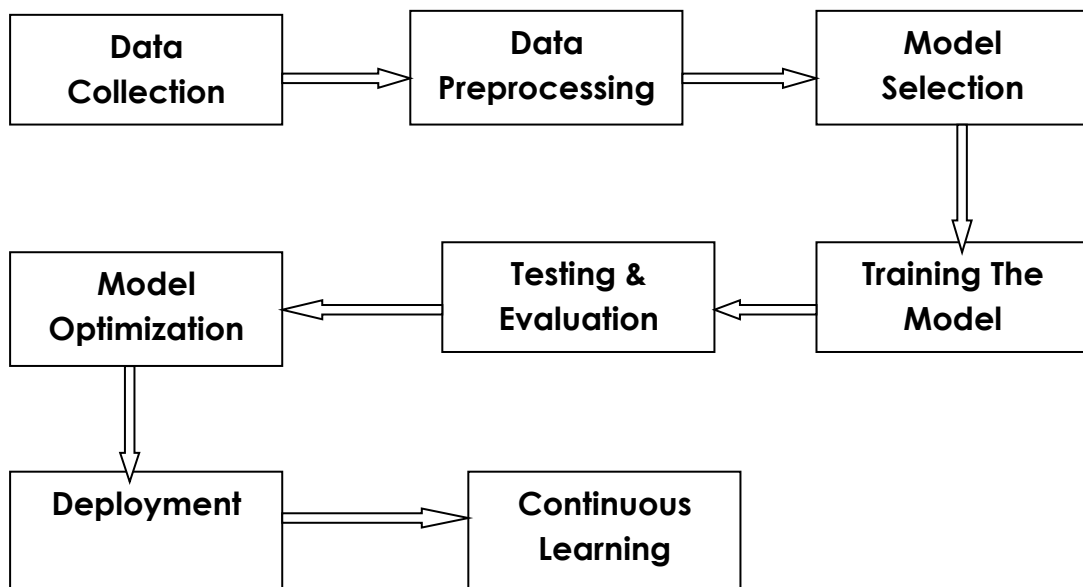 Data
Collection
Data
Preprocessing
Model
Selection
Training The
Model
Testing &
Evaluation
Model
Optimization
Deployment
Continuous
Learning